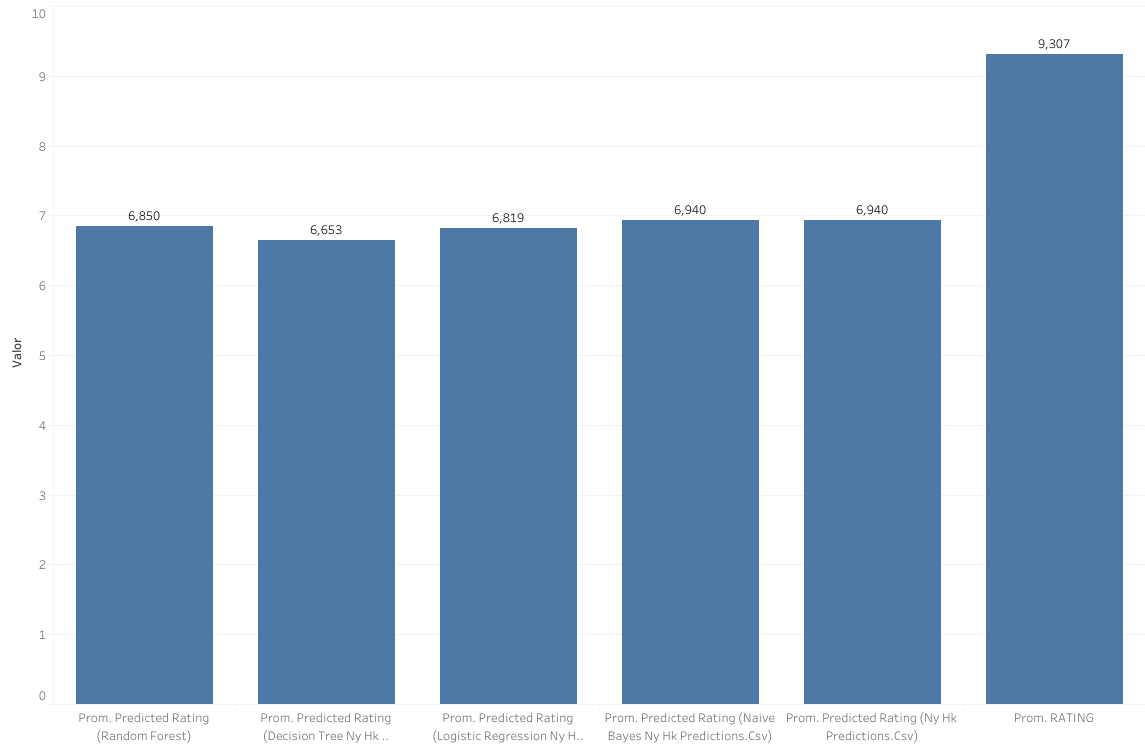 10
9
8
7
6
5
4
3
2
1
0
Valor
6,850
6,653
6,819
6,940
6,940
9,307
Prom. Predicted Rating
(Random Forest)
Prom. Predicted Rating
(Decision Tree Ny Hk ..
Prom. Predicted Rating
(Logistic Regression Ny H..
Prom. Predicted Rating (Naive
Bayes Ny Hk Predictions.Csv)
Prom. Predicted Rating (Ny Hk
Predictions.Csv)
Prom. RATING